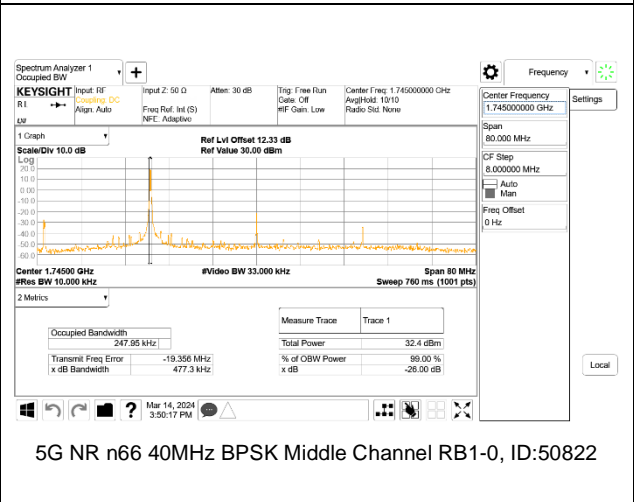 Spectrum Analyzer 1
Occupied BW
Frequency
KEYSIGHT Input: RF Input Z: 50 Ω Atten: 30 dB Trig: Free Run Center Freq: 1.745000000 GHz
Coupling: DC Gate: Off Avg|Hold: 10/10
Align: Auto Freq Ref: Int (S) #IF Gain: Low Radio Std: None
NFE: Adaptive
Center Frequency
1.745000000 GHz
Settings
Span
80.000 MHz
CF Step
8.000000 MHz
Auto
Man
Freq Offset
0 Hz
1 Graph
Ref Lvl Offset 12.33 dB
Scale/Div 10.0 dB Ref Value 30.00 dBm
Log
20.0
10.0
0.00
-10.0
-20.0
-30.0
-40.0
-50.0
-60.0
Center 1.74500 GHz #Video BW 33.000 kHz Span 80 MHz
#Res BW 10.000 kHz Sweep 760 ms (1001 pts)
2 Metrics
Measure Trace Trace 1
Occupied Bandwidth
247.95 kHz Total Power 32.4 dBm
Transmit Freq Error -19.356 MHz % of OBW Power 99.00 %
x dB Bandwidth 477.3 kHz x dB -26.00 dB
Local
Mar 14, 2024
3:50:17 PM
5G NR n66 40MHz BPSK Middle Channel RB1-0, ID:50822